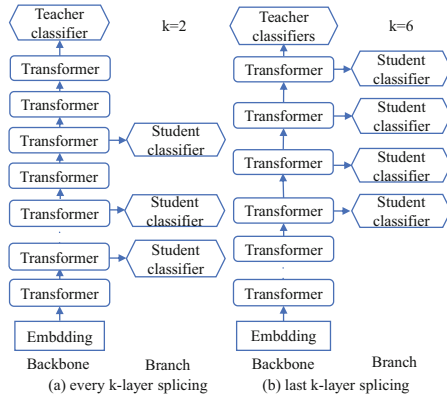 Teacher
classifier
k=2
Transformer
Transformer
Transformer
Student
classifier
Transformer
Transformer
Transformer
Student
classifier
Transformer
Student
classifier
Transformer
Embdding
Backbone
Branch
(a) every k-layer splicing
Teacher
classifiers
k=6
Transformer
Student
classifier
Transformer
Student
classifier
Transformer
Student
classifier
Transformer
Student
classifier
Transformer
Transformer
Embdding
Backbone
Branch
(b) last k-layer splicing